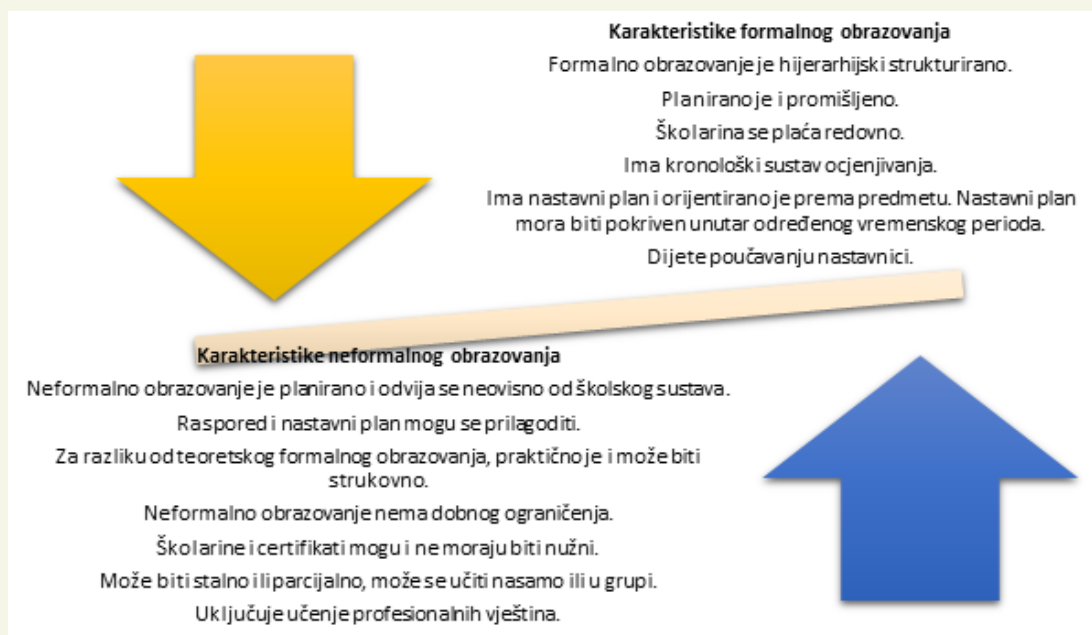 Karakteristike formalnog obrazovanja
Formalno obrazovanje je hijerarhijski strukturirano.
Planirano je i promišljeno.
Školarina se plaća redovno.
Ima kronološki sustav ocjenjivanja.
Ima nastavni plan i orijentirano je prema predmetu. Nastavni plan
mora biti pokriven unutar određenog vremenskog perioda.
Dijete poučavanju nastavnici.
Karakteristike neformalnog obrazovanja
Neformalno obrazovanje je planirano i odvija se neovisno od školskog sustava.
Raspored i nastavni plan mogu se prilagoditi.
Za razliku od teoretskog formalnog obrazovanja, praktično je i može biti
strukovno.
Neformalno obrazovanje nema dobnog ograničenja.
Školarine i certifikati mogu i ne moraju biti nužni.
Može biti stalno ili parcijalno, može se učiti nasamo ili u grupi.
Uključuje učenje profesionalnih vještina.